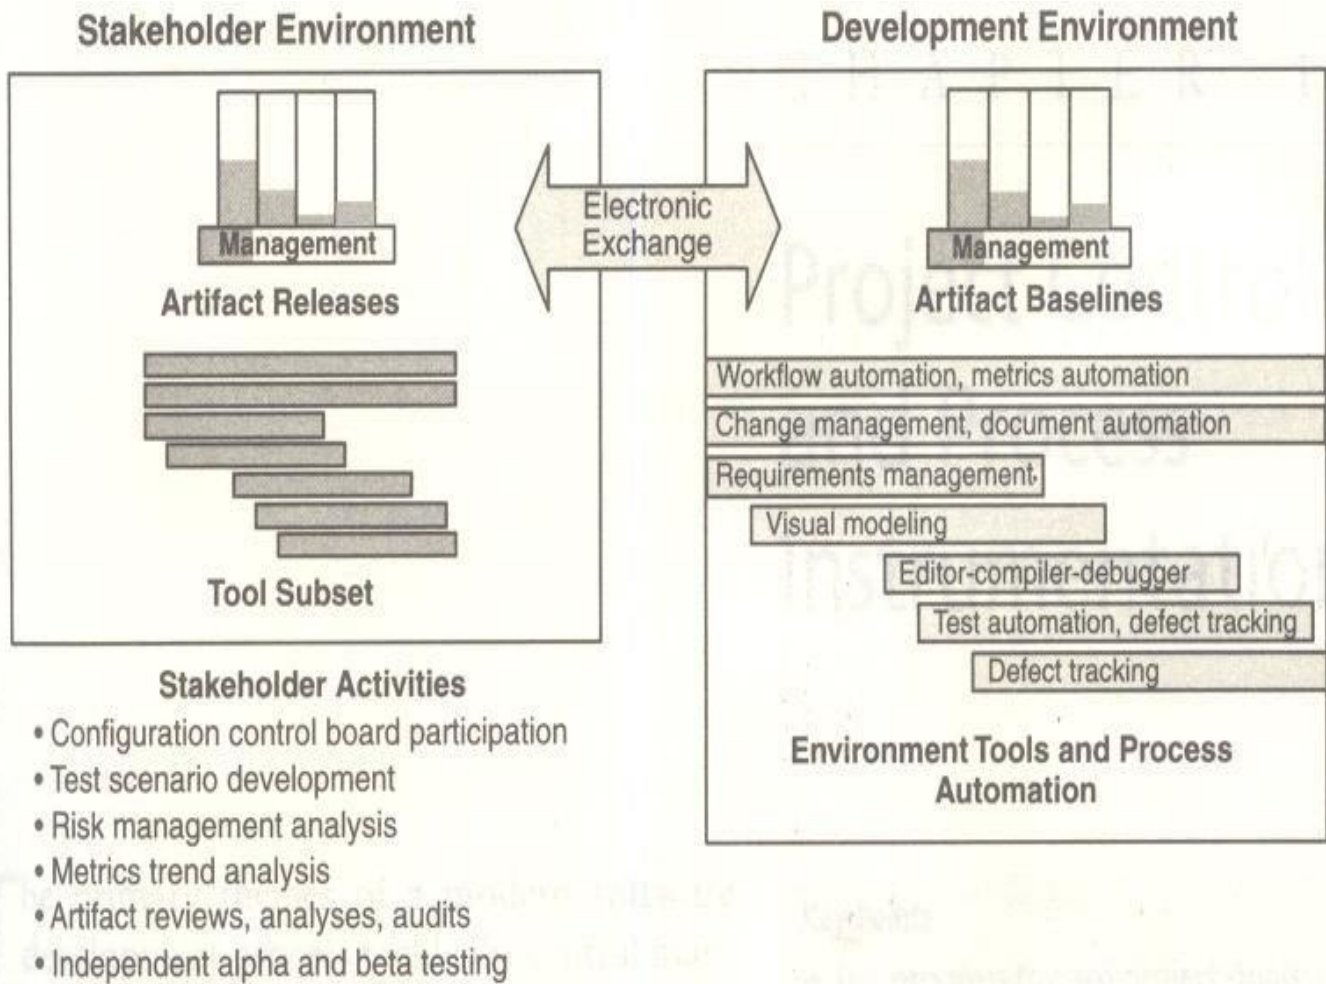 Stakeholder Environment
Management
Artifact Releases
Tool Subset
Stakeholder Activities
• Configuration control board participation
• Test scenario development
• Risk management analysis
• Metrics trend analysis
• Artifact reviews, analyses, audits
• Independent alpha and beta testing
Electronic
Exchange
Development Environment
Management
Artifact Baselines
Workflow automation, metrics automation
Change management, document automation
Requirements management
Visual modeling
Editor-compiler-debugger
Test automation, defect tracking
Defect tracking
Environment Tools and Process
Automation